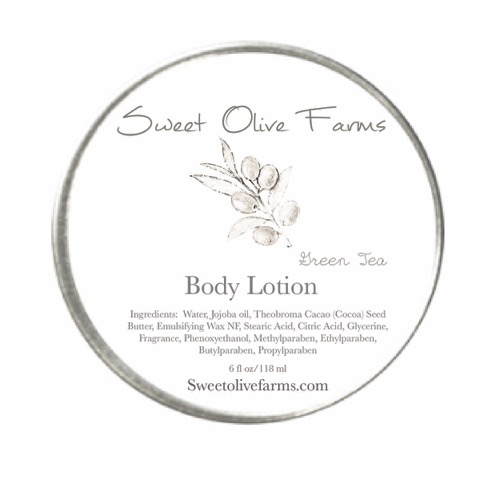 Sweet Olive Farms
Green Tea
Body Lotion
Ingredients: Water, Jojoba oil, Theobroma Cacao (Cocoa) Seed
Butter, Emulsifying Wax NF, Stearic Acid, Citric Acid, Glycerine,
Fragrance, Phenoxyethanol, Methylparaben, Ethylparaben,
Butylparaben, Propylparaben
6 fl oz/118 ml
Sweetolivefarms.com